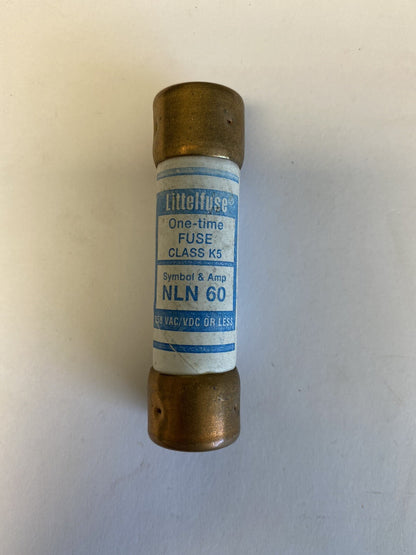 Littelfuse®
One-time
FUSE
CLASS K5
Symbol & Amp
NLN 60
VAC/VDC OR LESS